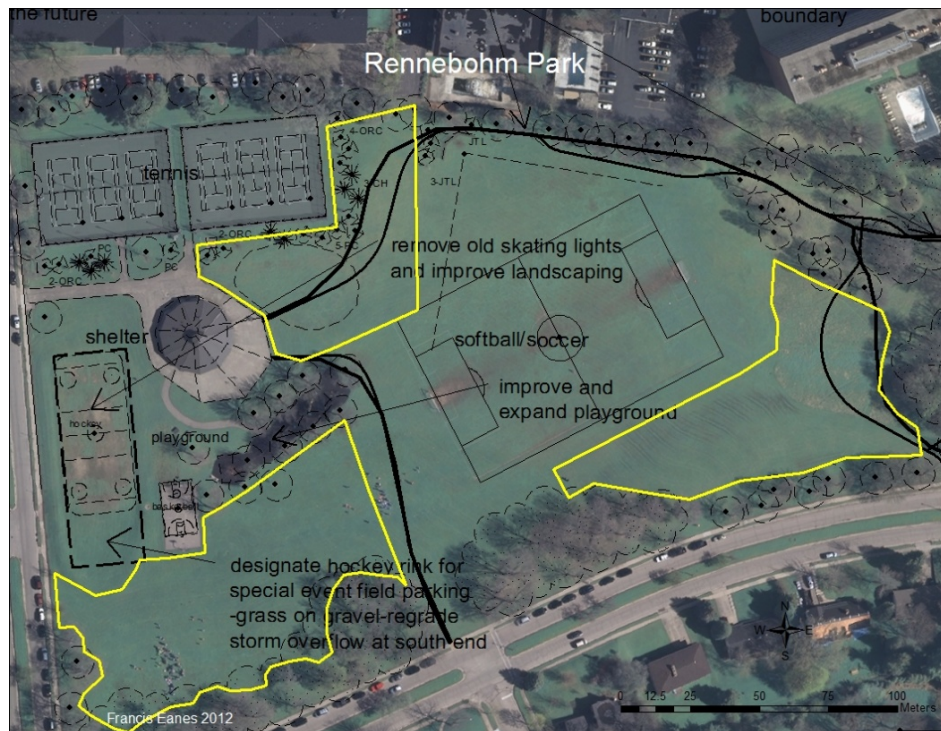 the future
boundary
Rennebohm Park
4-ORC
JTL
tennis
3-CH
3-JTL
2-ORC
5-PC
PC
PC
2-ORC
remove old skating lights
and improve landscaping
shelter
softball/soccer
improve and
expand playground
hockey
playground
basketball
designate hockey rink for
special event field parking
-grass on gravel-regrade
storm/overflow at south end
N
W E
S
0 12.5 25 50 75 100
Meters
Francis Eanes 2012